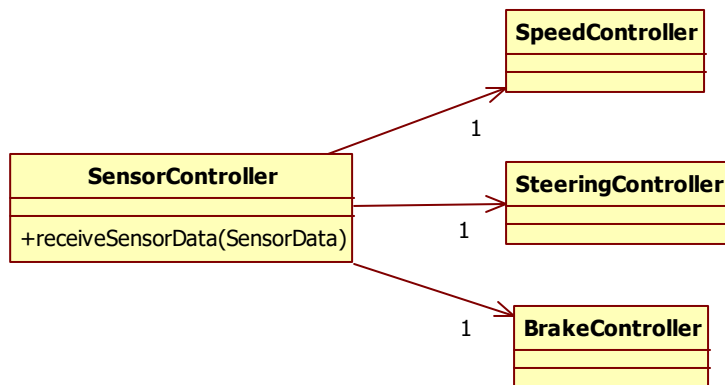 SpeedController
1
SensorController
+receiveSensorData(SensorData)
SteeringController
1
BrakeController
1